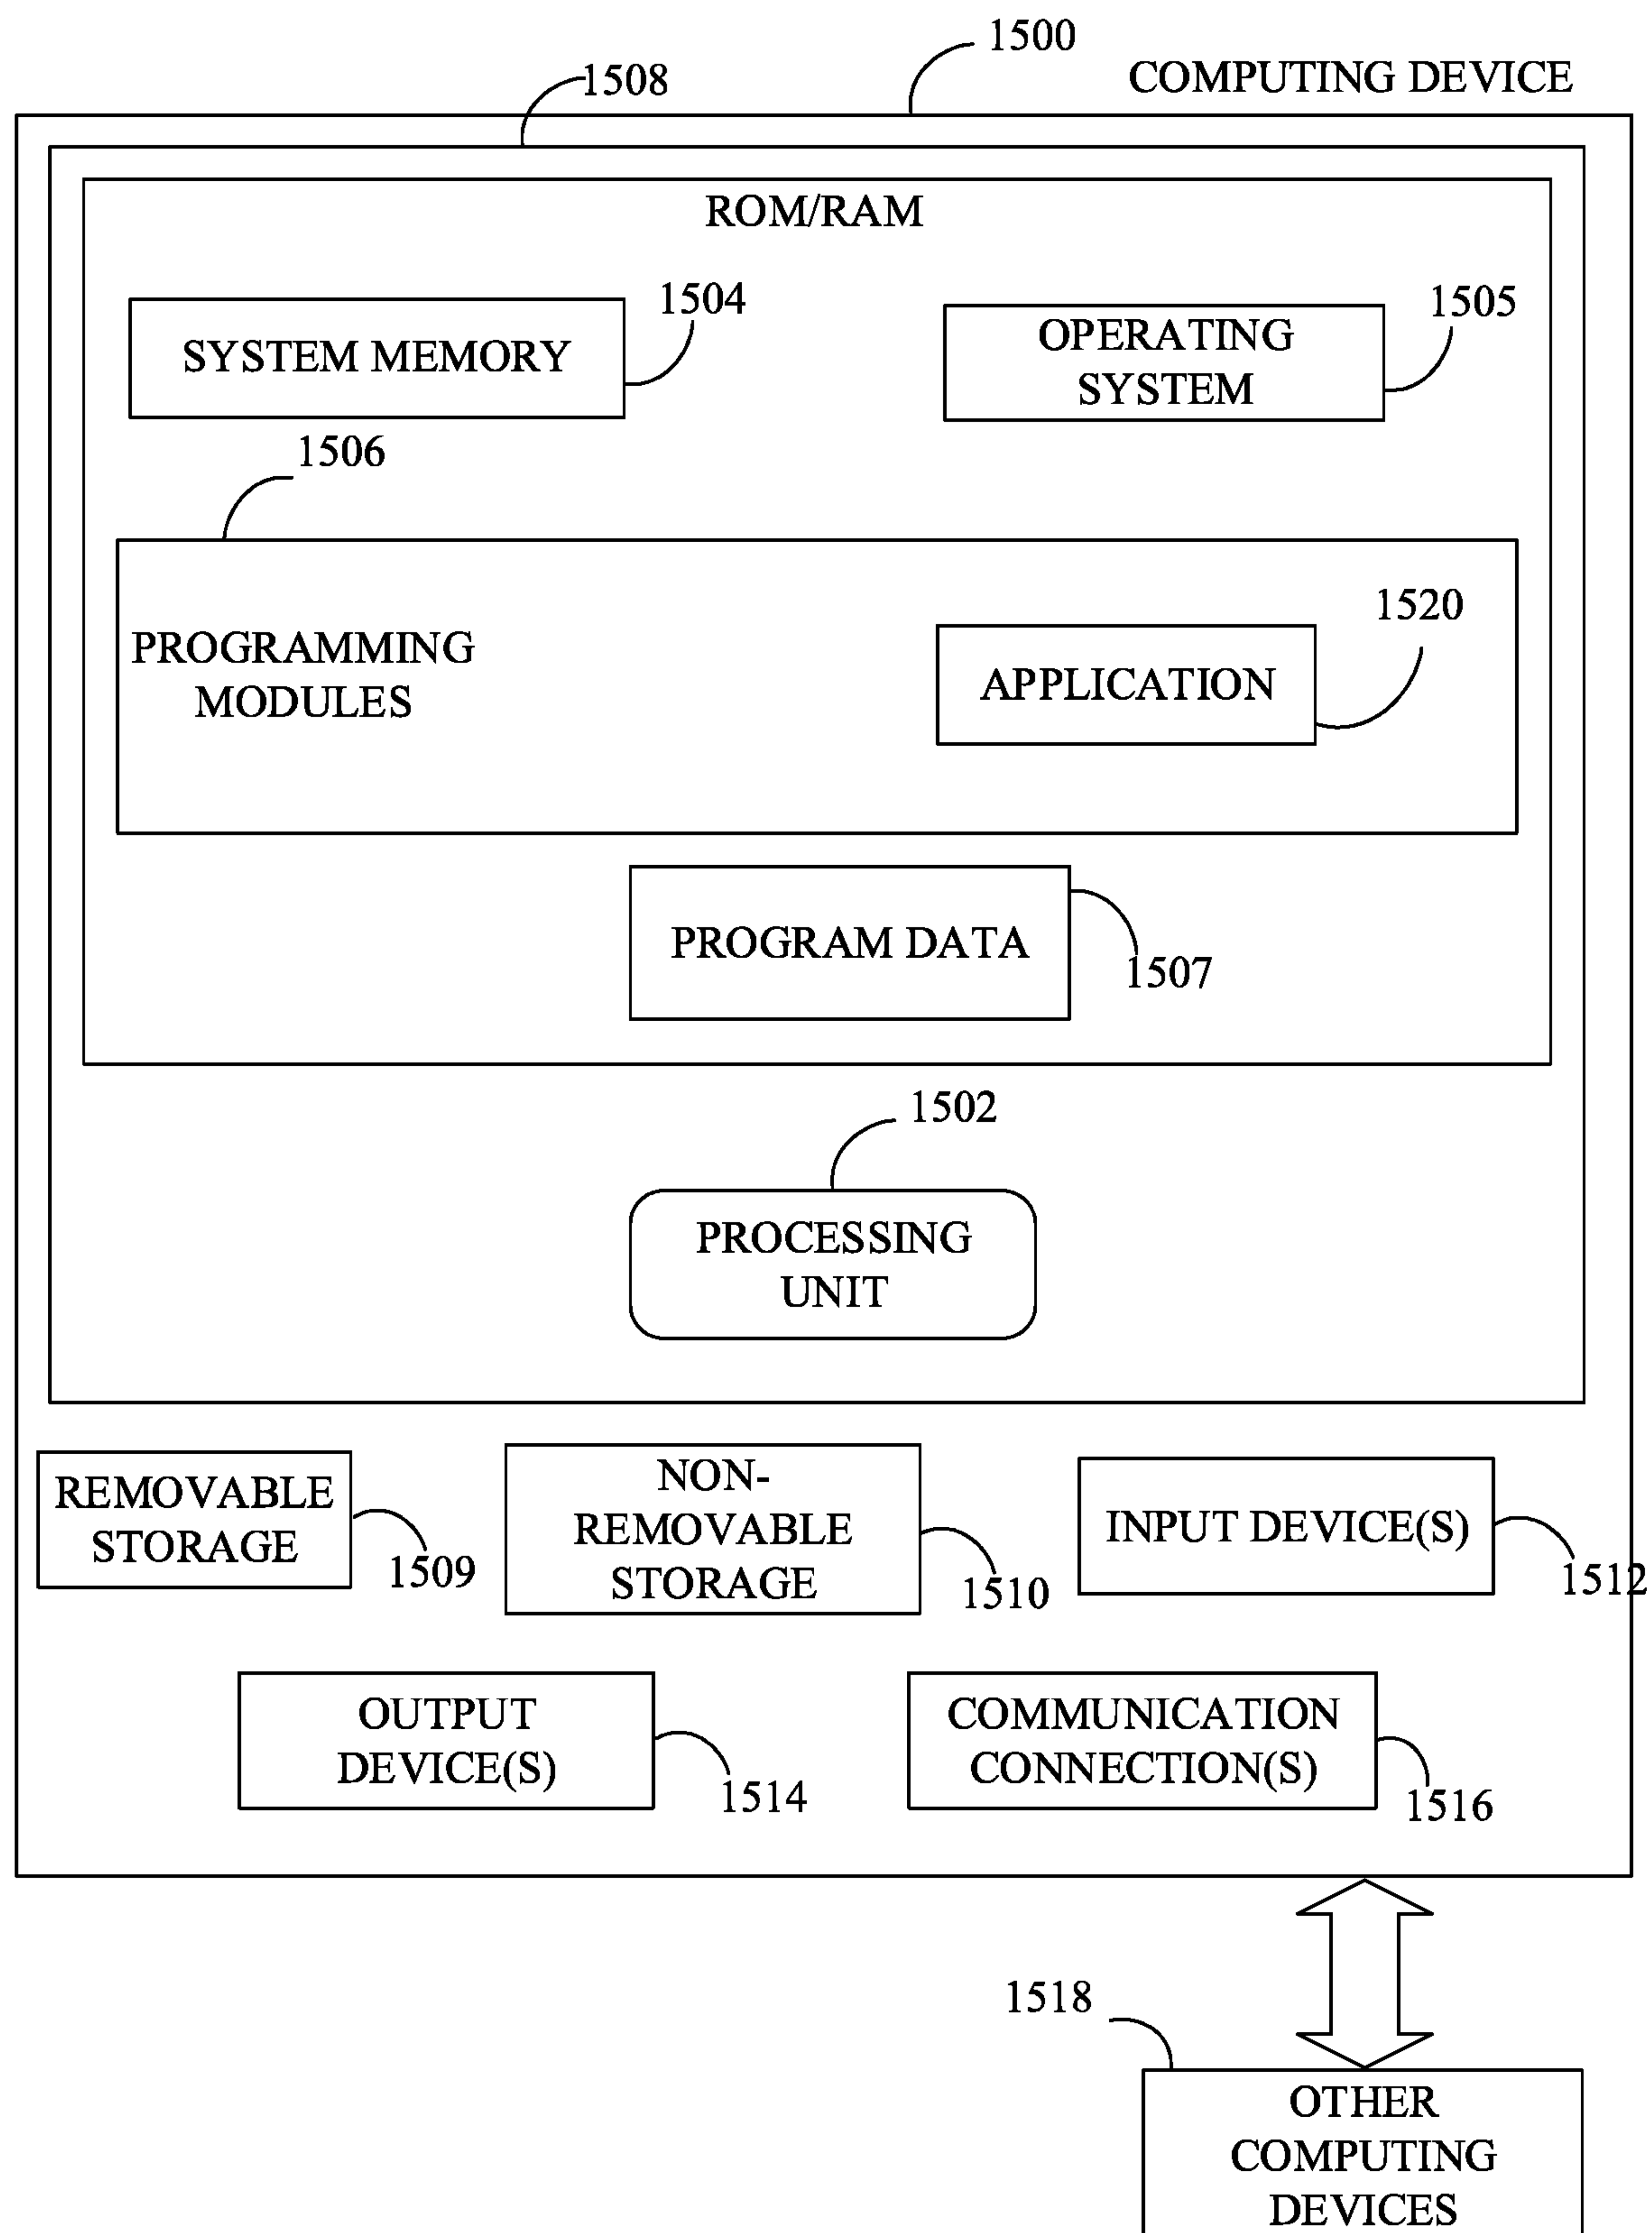 1500
COMPUTING DEVICE
1508
ROM/RAM
SYSTEM MEMORY
1504
OPERATING
SYSTEM
1505
1506
PROGRAMMING
MODULES
APPLICATION
1520
PROGRAM DATA
1507
1502
PROCESSING
UNIT
REMOVABLE
STORAGE
1509
NON-
REMOVABLE
STORAGE
1510
INPUT DEVICE(S)
1512
OUTPUT
DEVICE(S)
1514
COMMUNICATION
CONNECTION(S)
1516
1518
OTHER
COMPUTING
DEVICES